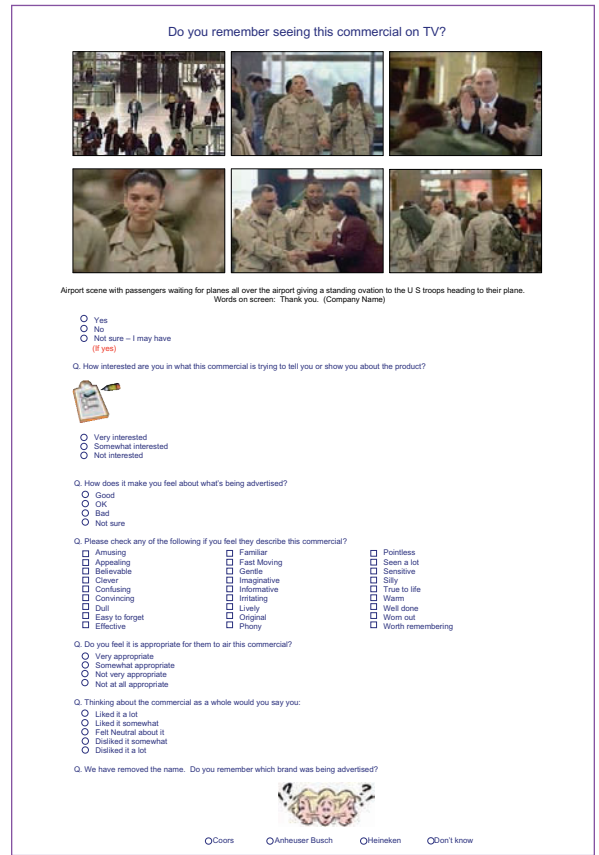 Do you remember seeing this commercial on TV?
Airport scene with passengers waiting for planes all over the airport giving a standing ovation to the U S troops heading to their plane.
Words on screen: Thank you. (Company Name)
Yes
No
Not sure – I may have
(If yes)
Q. How interested are you in what this commercial is trying to tell you or show you about the product?
Very interested
Somewhat interested
Not interested
Q. How does it make you feel about what's being advertised?
Good
OK
Bad
Not sure
Q. Please check any of the following if you feel they describe this commercial?
Amusing
Appealing
Believable
Clever
Confusing
Convincing
Dull
Easy to forget
Effective
Familiar
Fast Moving
Gentle
Imaginative
Informative
Irritating
Lively
Original
Phony
Pointless
Seen a lot
Sensitive
Silly
True to life
Warm
Well done
Worn out
Worth remembering
Q. Do you feel it is appropriate for them to air this commercial?
Very appropriate
Somewhat appropriate
Not very appropriate
Not at all appropriate
Q. Thinking about the commercial as a whole would you say you:
Liked it a lot
Liked it somewhat
Felt Neutral about it
Disliked it somewhat
Disliked it a lot
Q. We have removed the name. Do you remember which brand was being advertised?
Coors Anheuser Busch Heineken Don't know